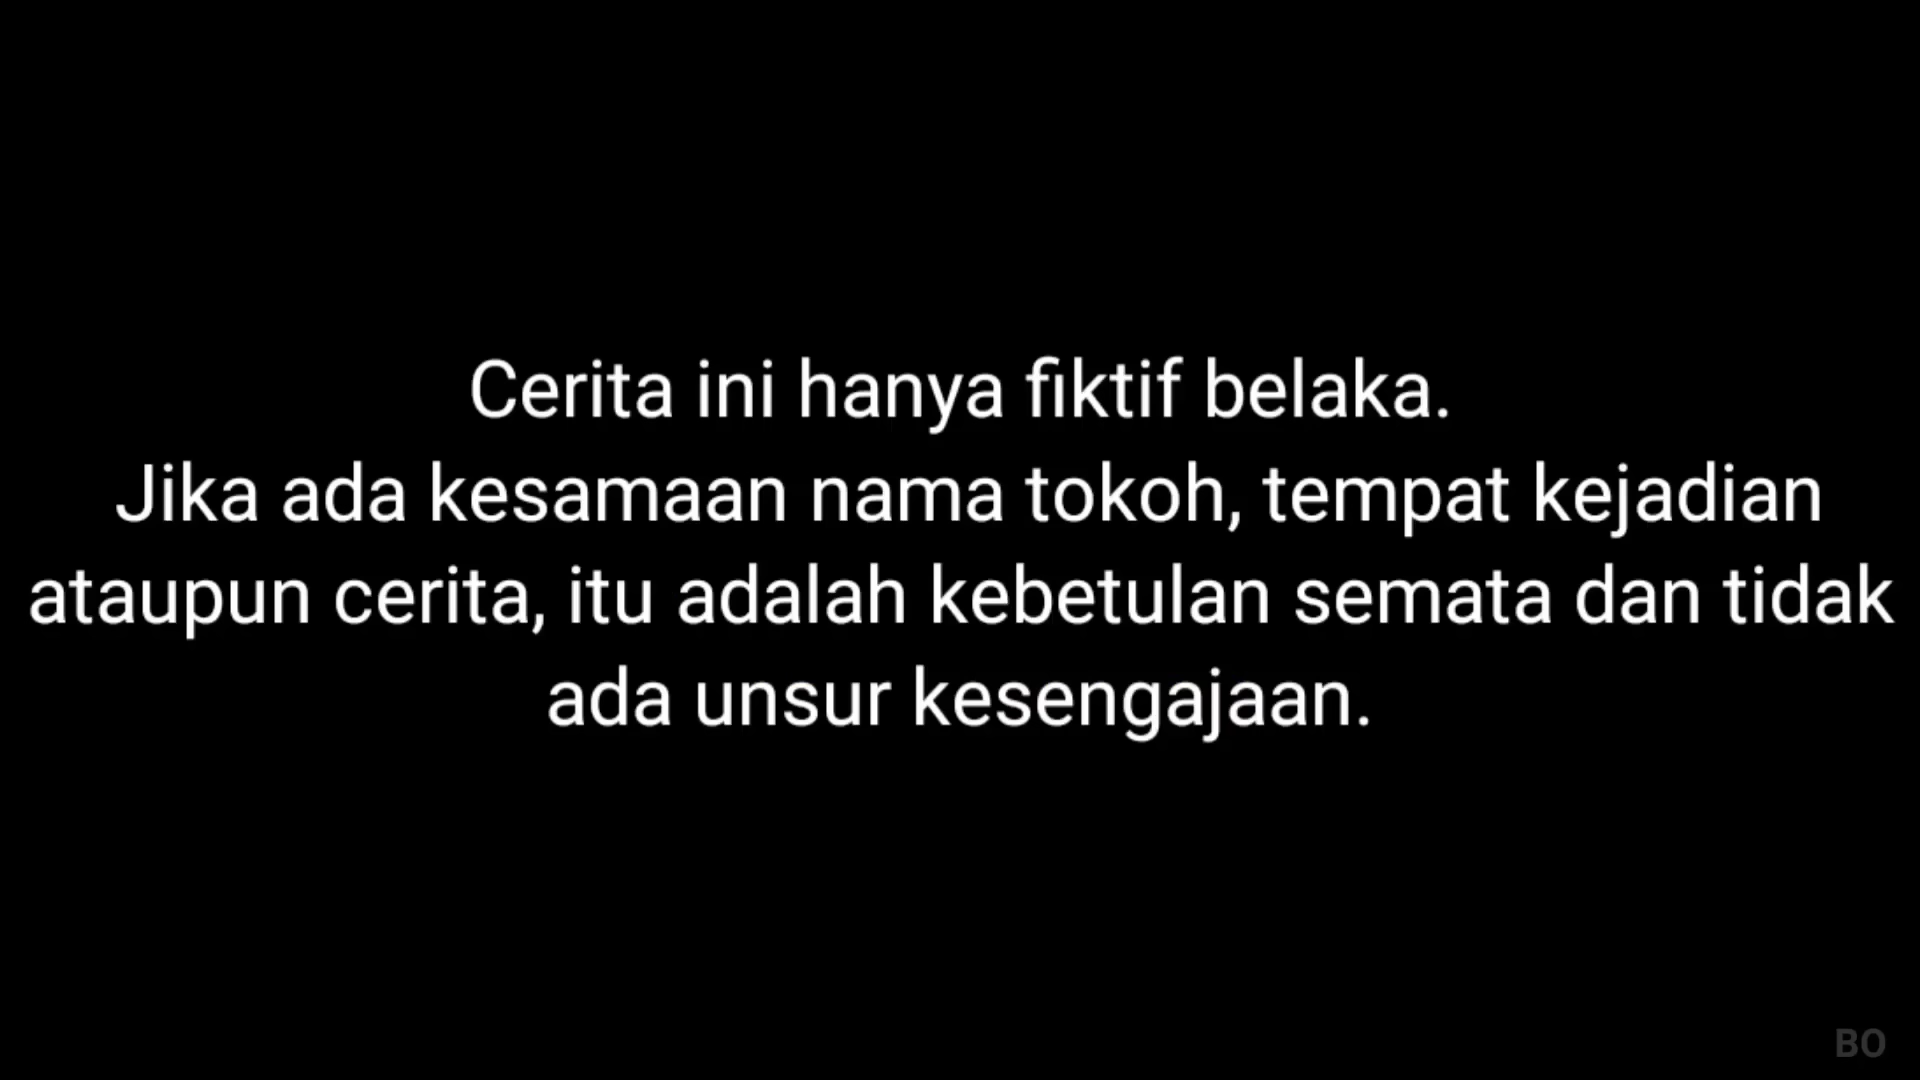 Cerita ini hanya fiktif belaka.
Jika ada kesamaan nama tokoh, tempat kejadian
ataupun cerita, itu adalah kebetulan semata dan tidak
ada unsur kesengajaan.
BO